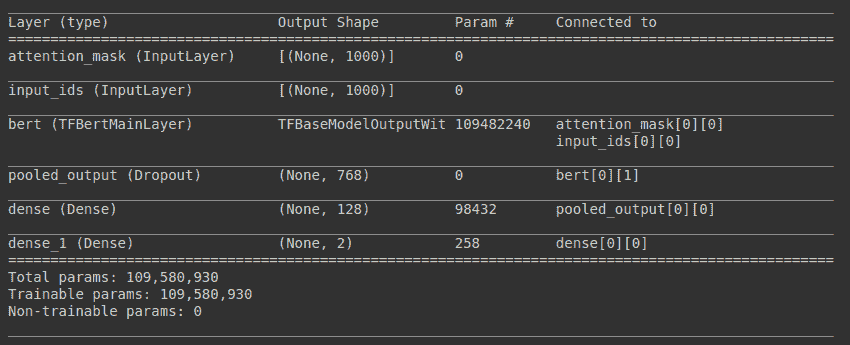 Layer (type) Output Shape Param # Connected to
attention_mask (InputLayer) [(None, 1000)] 0
input_ids (InputLayer) [(None, 1000)] 0
bert (TFBertMainLayer) TFBaseModelOutputWit 109482240 attention_mask[0][0]
input_ids[0][0]
pooled_output (Dropout) (None, 768) 0 bert[0][1]
dense (Dense) (None, 128) 98432 pooled_output[0][0]
dense_1 (Dense) (None, 2) 258 dense[0][0]
Total params: 109,580,930
Trainable params: 109,580,930
Non-trainable params: 0